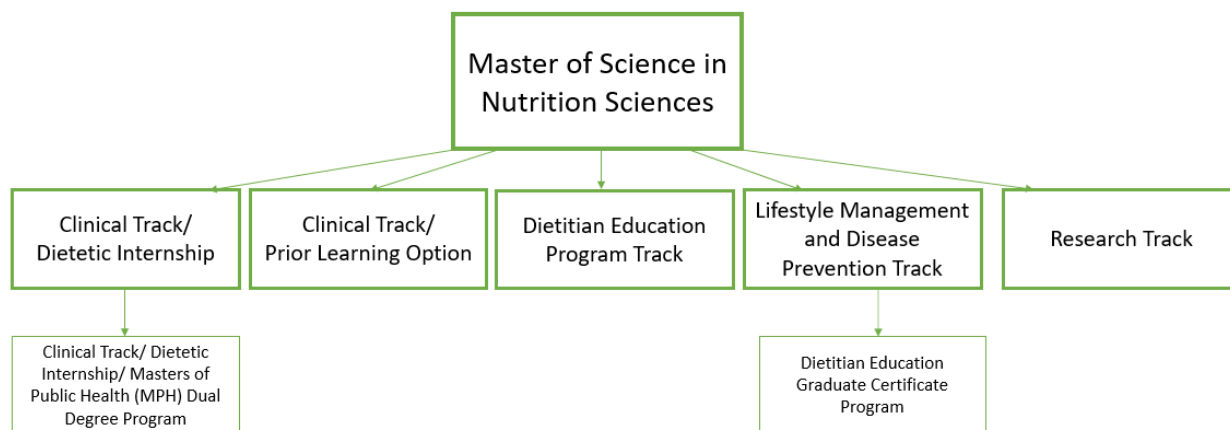 Master of Science in
Nutrition Sciences
Clinical Track/
Dietetic Internship
Clinical Track/
Prior Learning Option
Dietitian Education
Program Track
Lifestyle Management
and Disease
Prevention Track
Research Track
Clinical Track/ Dietetic
Internship/ Masters of
Public Health (MPH) Dual
Degree Program
Dietitian Education
Graduate Certificate
Program